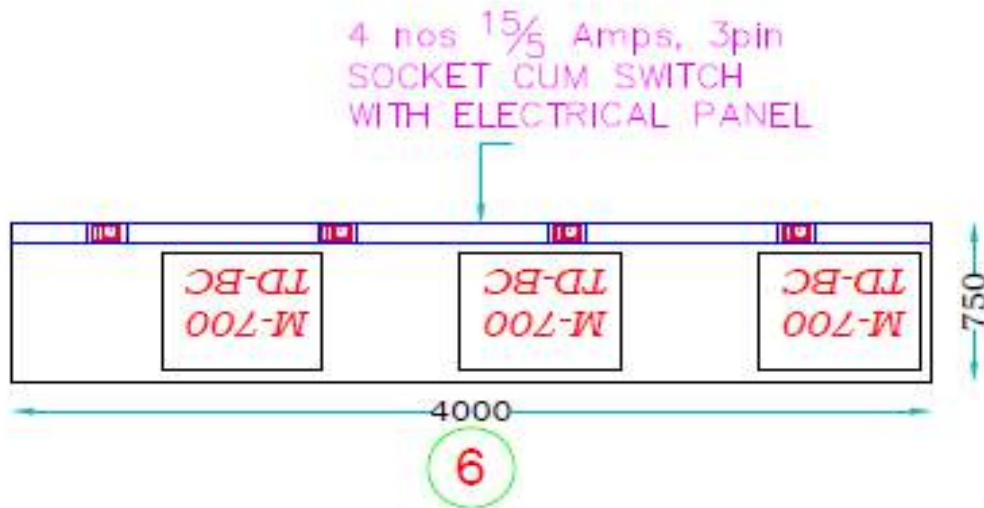 4 nos 15/5 Amps, 3pin
SOCKET CUM SWITCH
WITH ELECTRICAL PANEL
M-700
TD-BC
M-700
TD-BC
M-700
TD-BC
750
4000
6